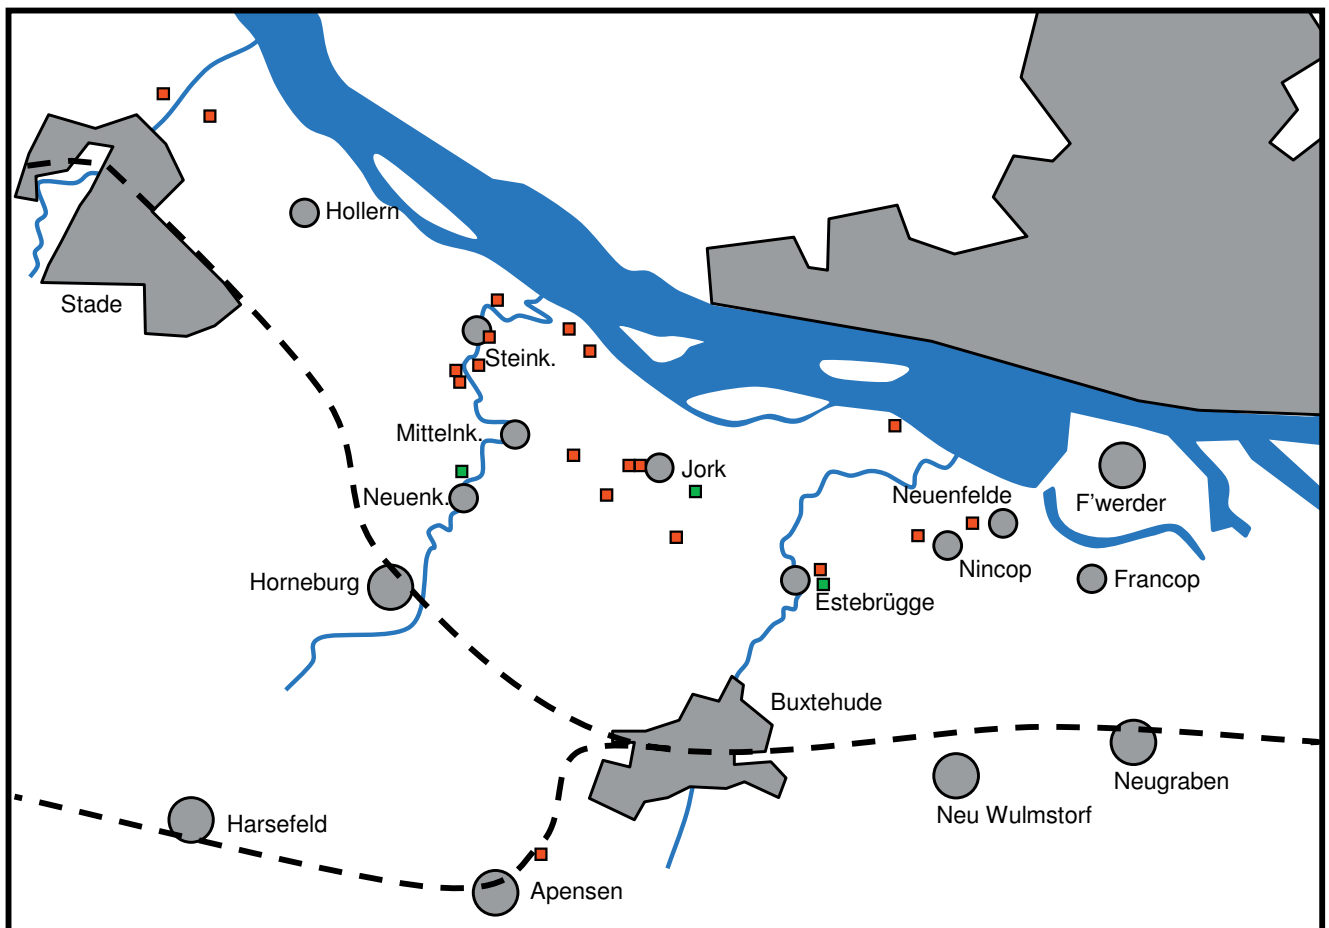 Hollern
Stade
Steink.
Mittelnk.
Jork
Neuenk.
Neuenfelde
F'werder
Nincop
Francop
Horneburg
Estebrügge
Buxtehude
Neugraben
Neu Wulmstorf
Harsefeld
Apensen